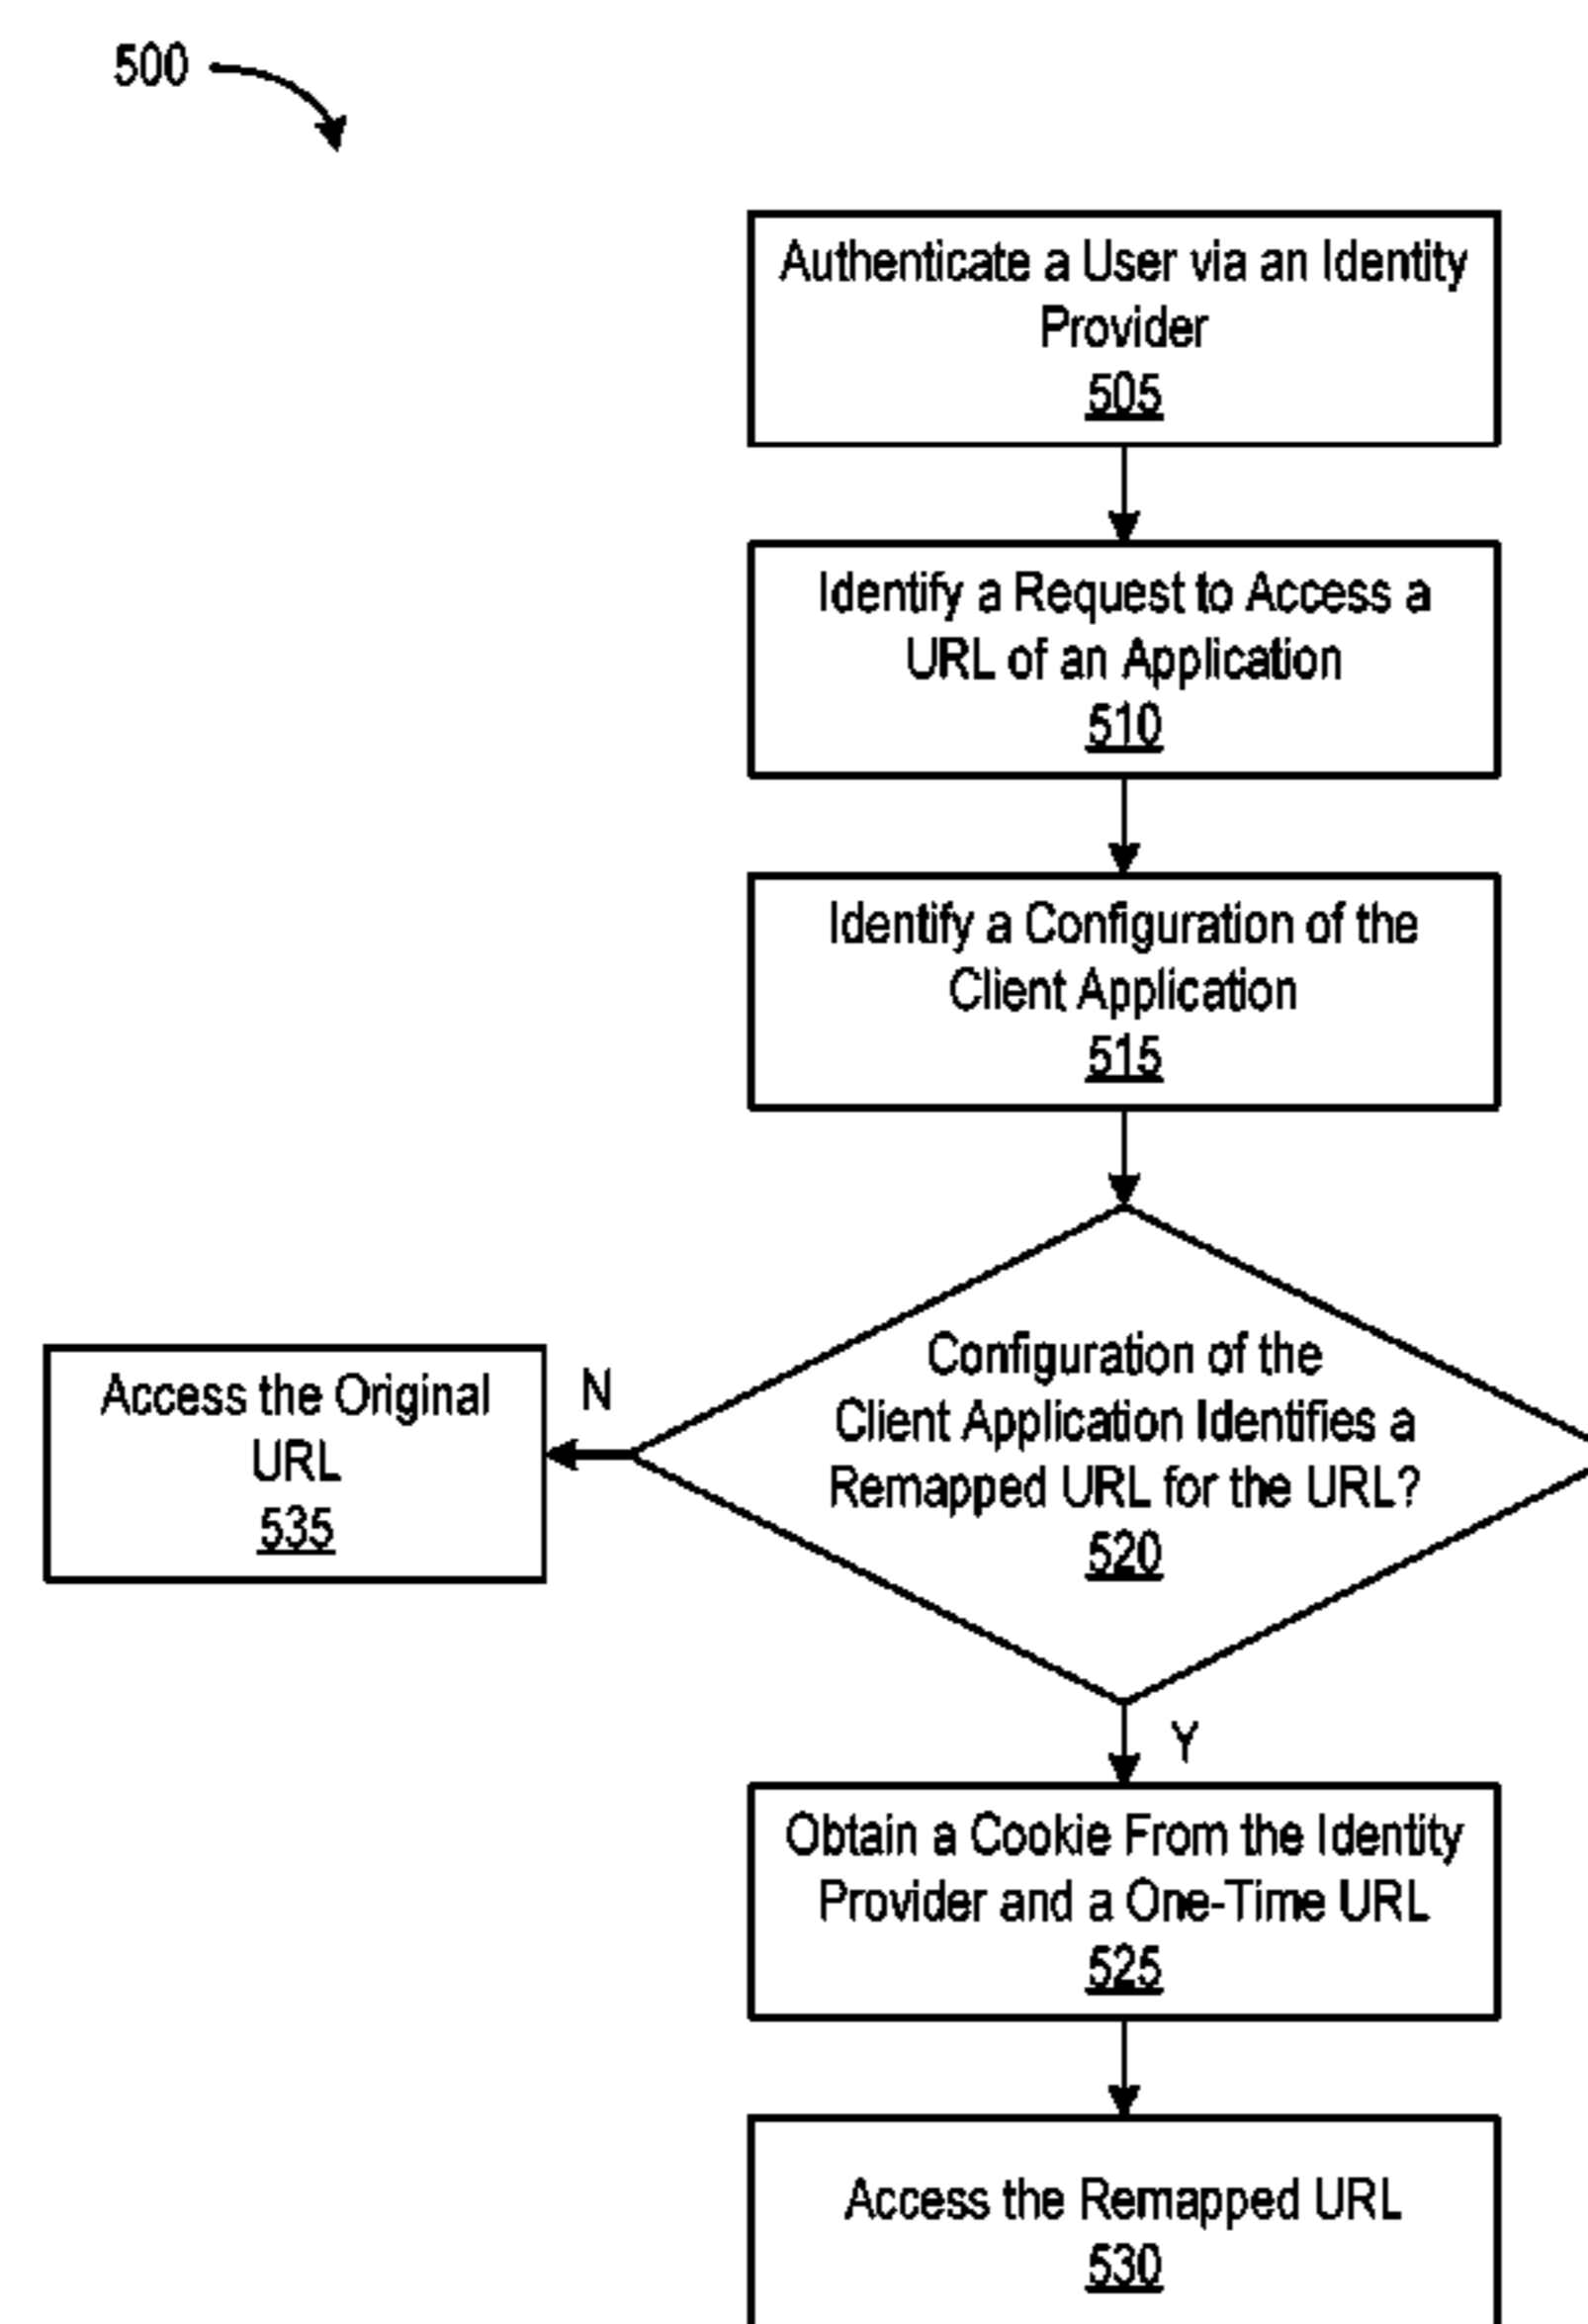 500
Authenticate a User via an Identity
Provider
505
Identify a Request to Access a
URL of an Application
510
Identify a Configuration of the
Client Application
515
Configuration of the
Client Application Identifies a
Remapped URL for the URL?
520
N
Access the Original
URL
535
Y
Obtain a Cookie From the Identity
Provider and a One-Time URL
525
Access the Remapped URL
530